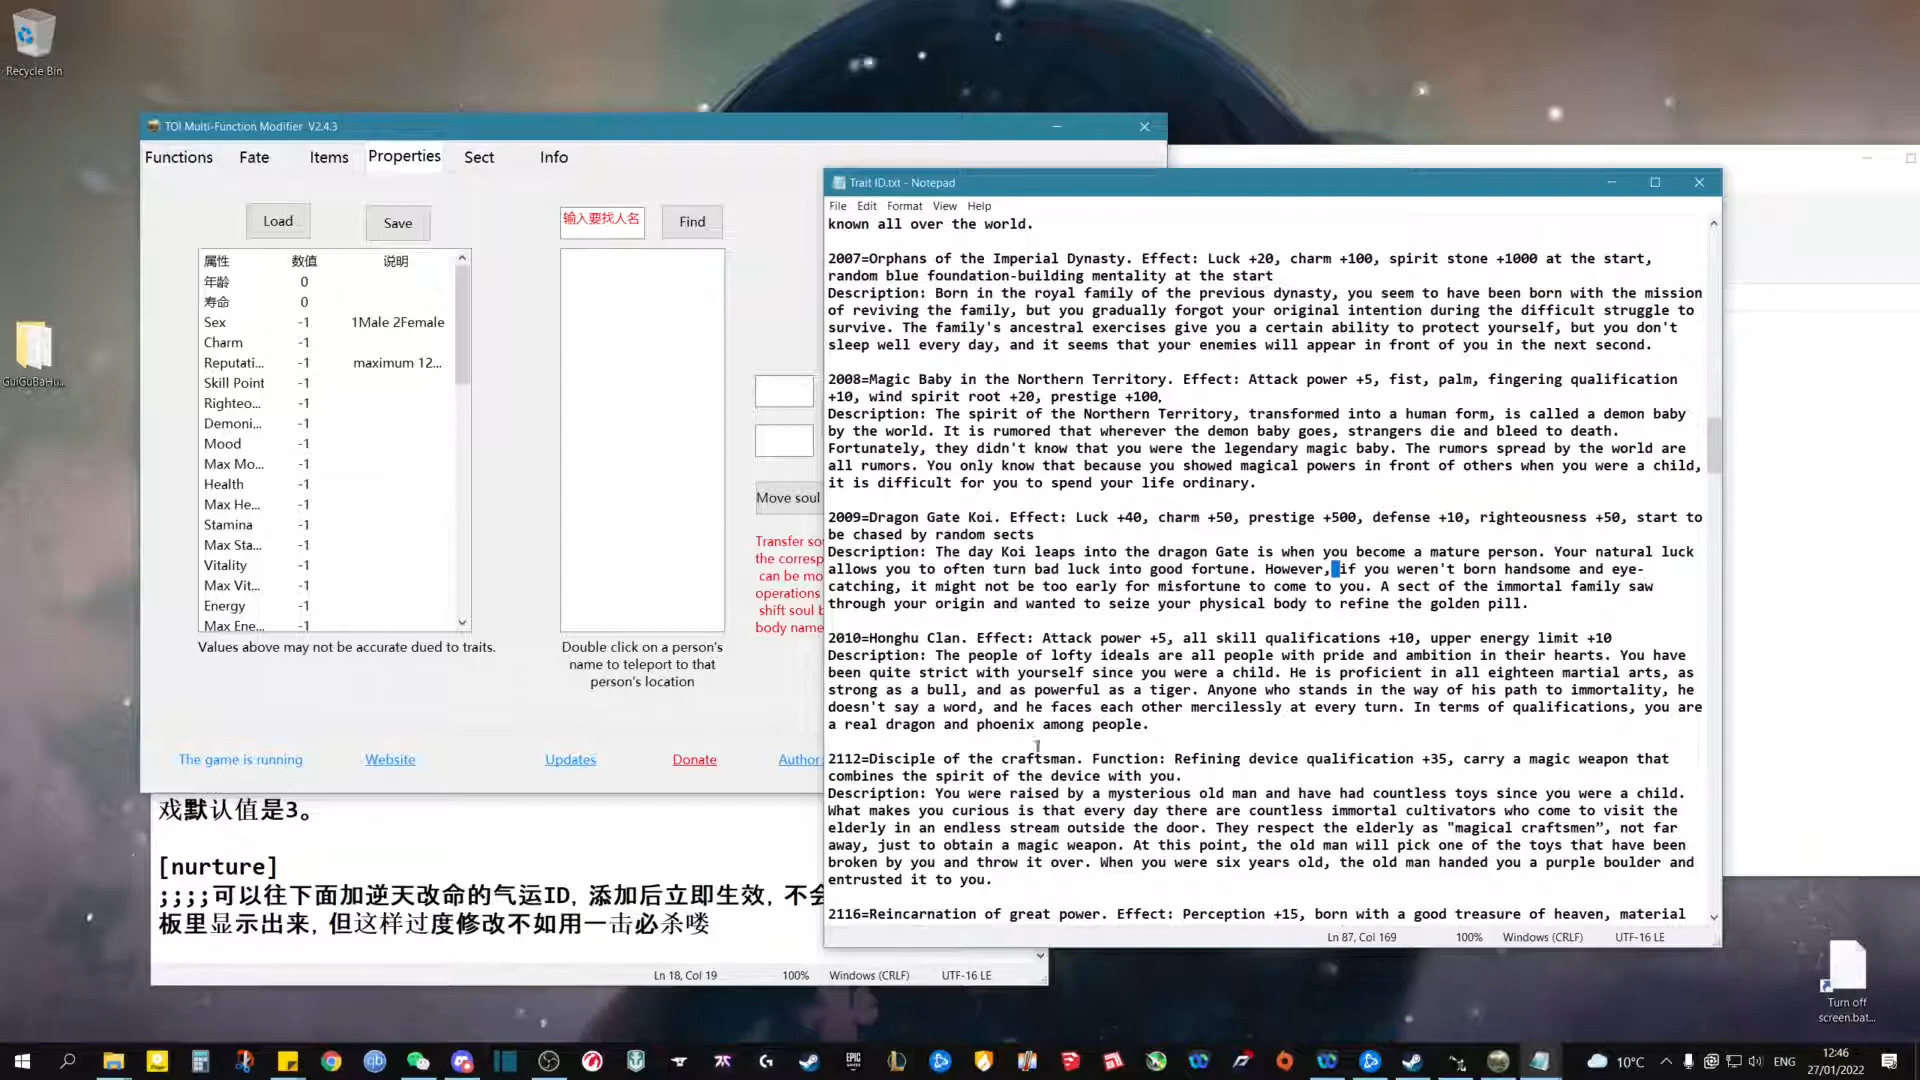 Recycle Bin
GuiGuBaHu...
TOI Multi-Function Modifier V2.4.3
Functions Fate Items Properties Sect Info
Load Save 输入要找人名 Find
属性 数值 说明
年龄 0
寿命 0
Sex -1 1Male 2Female
Charm -1
Reputati... -1 maximum 12...
Skill Point -1
Righteo... -1
Demoni... -1
Mood -1
Max Mo... -1
Health -1
Max He... -1
Stamina -1
Max Sta... -1
Vitality -1
Max Vit... -1
Energy -1
Max Ene... -1
Values above may not be accurate dued to traits.
Double click on a person's
name to teleport to that
person's location
Move soul
Transfer so
the corresp
can be mo
operations
shift soul b
body name
The game is running Website Updates Donate Author:
戏默认值是3。
[nurture]
;;;;可以往下面加逆天改命的气运ID, 添加后立即生效, 不会
板里显示出来, 但这样过度修改不如用一击必杀喽
Ln 18, Col 19 100% Windows (CRLF) UTF-16 LE
Trait ID.txt - Notepad
File Edit Format View Help
known all over the world.
2007=Orphans of the Imperial Dynasty. Effect: Luck +20, charm +100, spirit stone +1000 at the start,
random blue foundation-building mentality at the start
Description: Born in the royal family of the previous dynasty, you seem to have been born with the mission
of reviving the family, but you gradually forgot your original intention during the difficult struggle to
survive. The family's ancestral exercises give you a certain ability to protect yourself, but you don't
sleep well every day, and it seems that your enemies will appear in front of you in the next second.
2008=Magic Baby in the Northern Territory. Effect: Attack power +5, fist, palm, fingering qualification
+10, wind spirit root +20, prestige +100,
Description: The spirit of the Northern Territory, transformed into a human form, is called a demon baby
by the world. It is rumored that wherever the demon baby goes, strangers die and bleed to death.
Fortunately, they didn't know that you were the legendary magic baby. The rumors spread by the world are
all rumors. You only know that because you showed magical powers in front of others when you were a child,
it is difficult for you to spend your life ordinary.
2009=Dragon Gate Koi. Effect: Luck +40, charm +50, prestige +500, defense +10, righteousness +50, start to
be chased by random sects
Description: The day Koi leaps into the dragon Gate is when you become a mature person. Your natural luck
allows you to often turn bad luck into good fortune. However, if you weren't born handsome and eye-
catching, it might not be too early for misfortune to come to you. A sect of the immortal family saw
through your origin and wanted to seize your physical body to refine the golden pill.
2010=Honghu Clan. Effect: Attack power +5, all skill qualifications +10, upper energy limit +10
Description: The people of lofty ideals are all people with pride and ambition in their hearts. You have
been quite strict with yourself since you were a child. He is proficient in all eighteen martial arts, as
strong as a bull, and as powerful as a tiger. Anyone who stands in the way of his path to immortality, he
doesn't say a word, and he faces each other mercilessly at every turn. In terms of qualifications, you are
a real dragon and phoenix among people.
2112=Disciple of the craftsman. Function: Refining device qualification +35, carry a magic weapon that
combines the spirit of the device with you.
Description: You were raised by a mysterious old man and have had countless toys since you were a child.
What makes you curious is that every day there are countless immortal cultivators who come to visit the
elderly in an endless stream outside the door. They respect the elderly as "magical craftsmen”, not far
away, just to obtain a magic weapon. At this point, the old man will pick one of the toys that have been
broken by you and throw it over. When you were six years old, the old man handed you a purple boulder and
entrusted it to you.
2116=Reincarnation of great power. Effect: Perception +15, born with a good treasure of heaven, material
Ln 87, Col 169 100% Windows (CRLF) UTF-16 LE
Turn off
screen.bat...
10°C ENG 12:46
27/01/2022